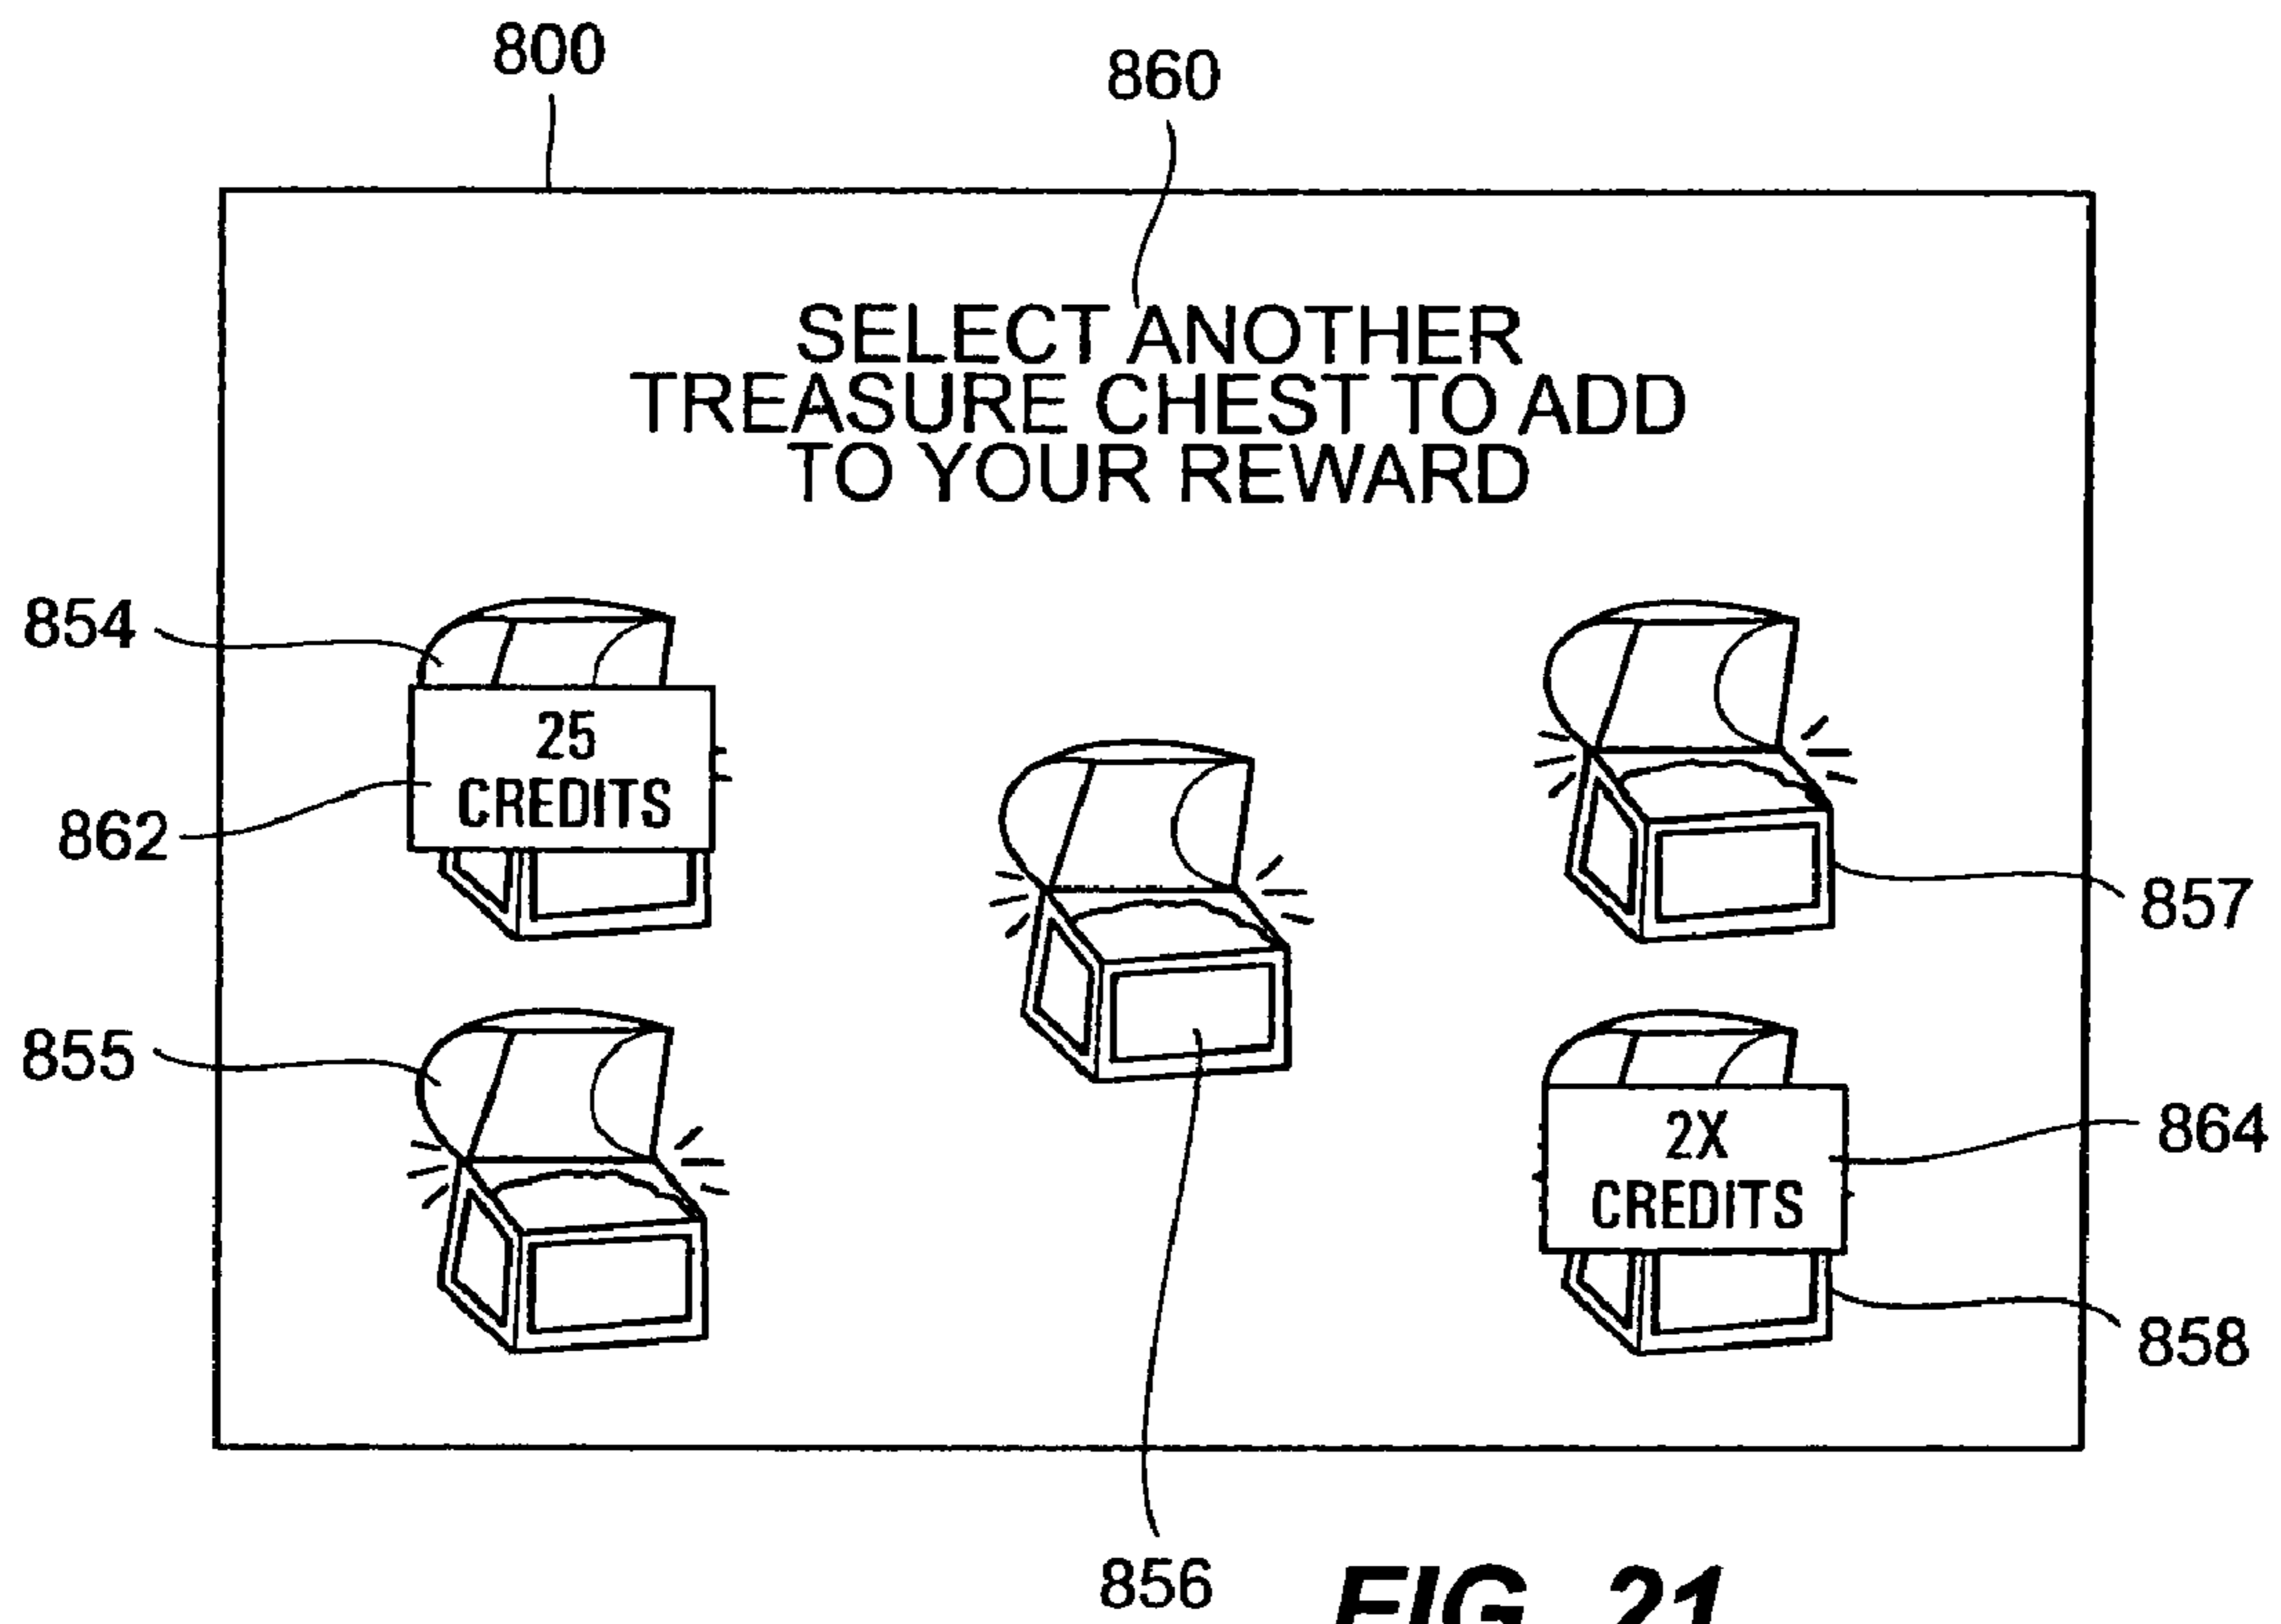 800
860
SELECT ANOTHER
TREASURE CHEST TO ADD
TO YOUR REWARD
854
25
CREDITS
862
857
855
2X
CREDITS
864
858
856
FIG. 21